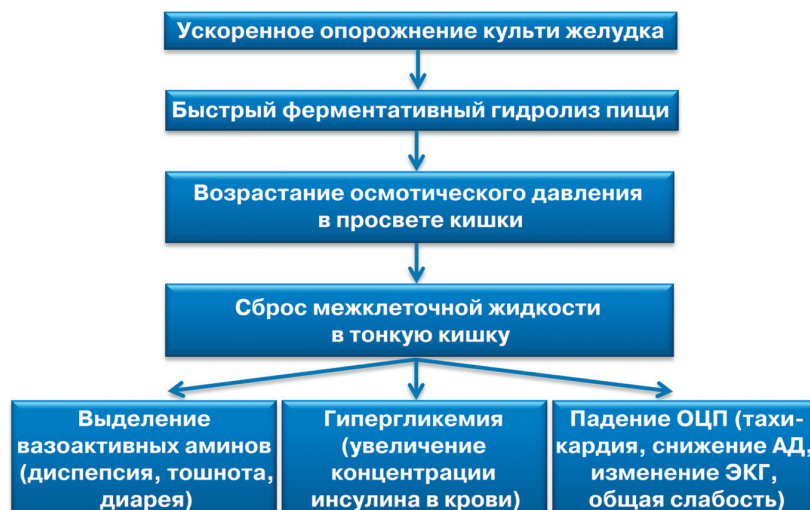 Ускоренное опорожнение культи желудка
Быстрый ферментативный гидролиз пищи
Возрастание осмотического давления
в просвете кишки
Сброс межклеточной жидкости
в тонкую кишку
Выделение
вазоактивных аминов
(диспепсия, тошнота,
диарея)
Гипергликемия
(увеличение
концентрации
инсулина в крови)
Падение ОЦП (тахи-
кардия, снижение АД,
изменение ЭКГ,
общая слабость)